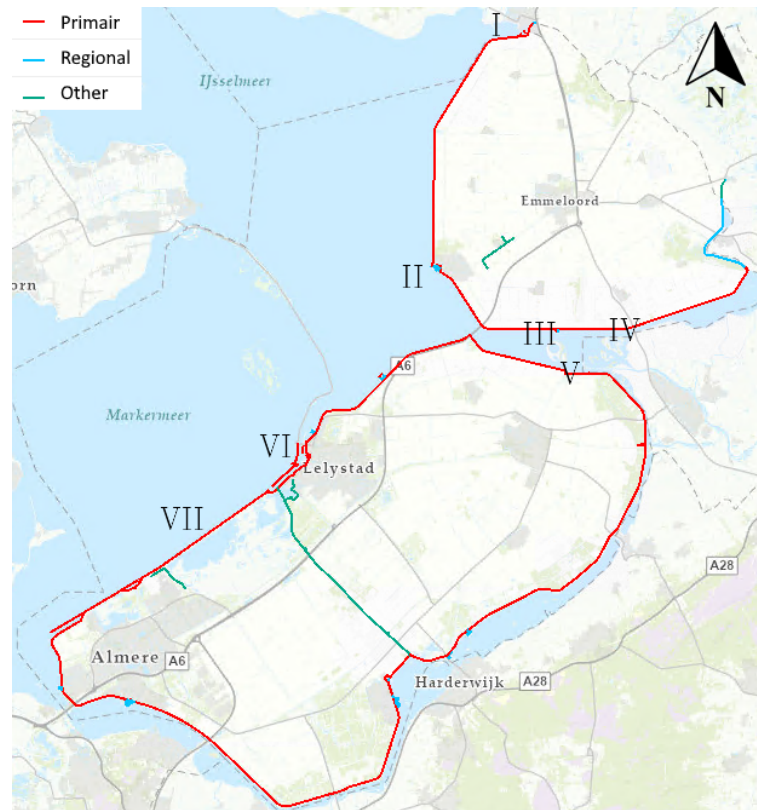 Primair
Regional
Other
I
N
IJsselmeer
Emmeloord
II
orn
III
IV
A6
V
Markermeer
VI
Lelystad
VII
A28
Almere
A6
Harderwijk
A28